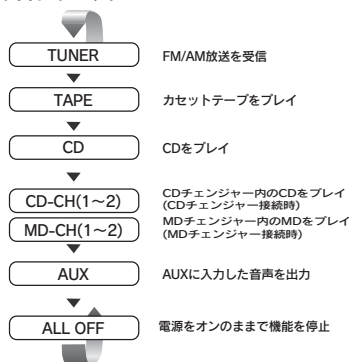 TUNER
FM/AM放送を受信
TAPE
カセットテープをプレイ
CD
CDをプレイ
CD-CH(1〜2)
CDチェンジャー内のCDをプレイ
(CDチェンジャー接続時)
MD-CH(1〜2)
MDチェンジャー内のMDをプレイ
(MDチェンジャー接続時)
AUX
AUXに入力した音声を出力
ALL OFF
電源をオンのままで機能を停止